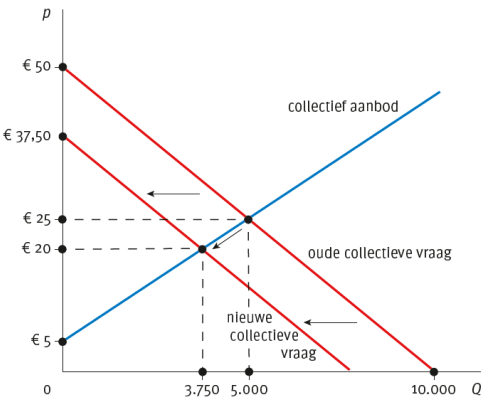 p
€ 50
€ 37,50
collectief aanbod
€ 25
€ 20
oude collectieve vraag
nieuwe
collectieve
vraag
€ 5
0
3.750
5.000
10.000
Q